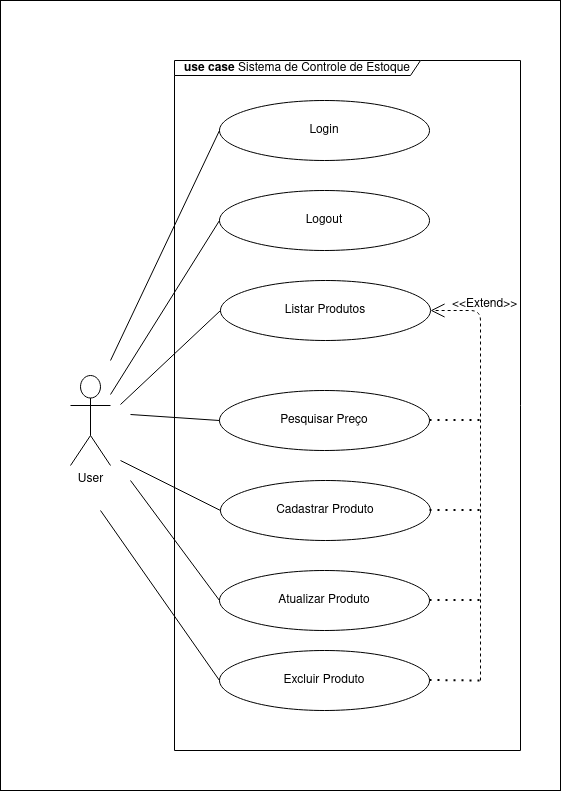 use case Sistema de Controle de Estoque
Login
Logout
Listar Produtos
<<Extend>>
Pesquisar Preço
User
Cadastrar Produto
Atualizar Produto
Excluir Produto